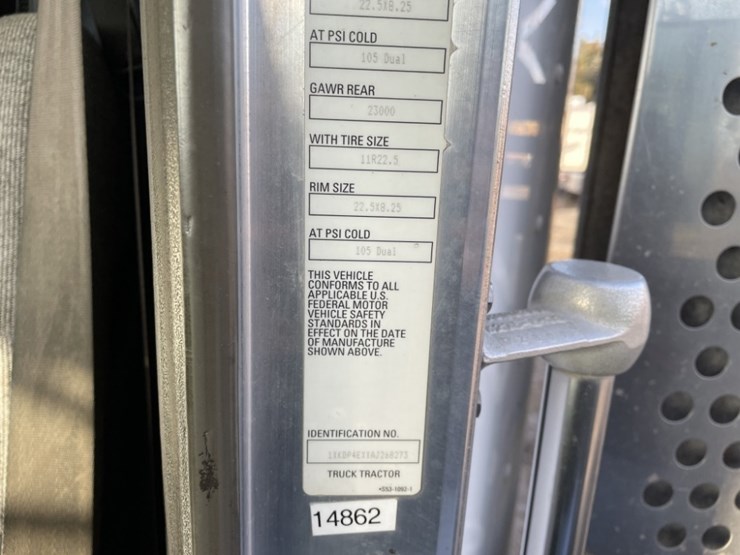 22.5X8.25
AT PSI COLD
105 Dual
GAWR REAR
23000
WITH TIRE SIZE
11R22.5
RIM SIZE
22.5X8.25
AT PSI COLD
105 Dual
THIS VEHICLE
CONFORMS TO ALL
APPLICABLE U.S.
FEDERAL MOTOR
VEHICLE SAFETY
STANDARDS IN
EFFECT ON THE DATE
OF MANUFACTURE
SHOWN ABOVE.
IDENTIFICATION NO.
TRUCK TRACTOR
14862